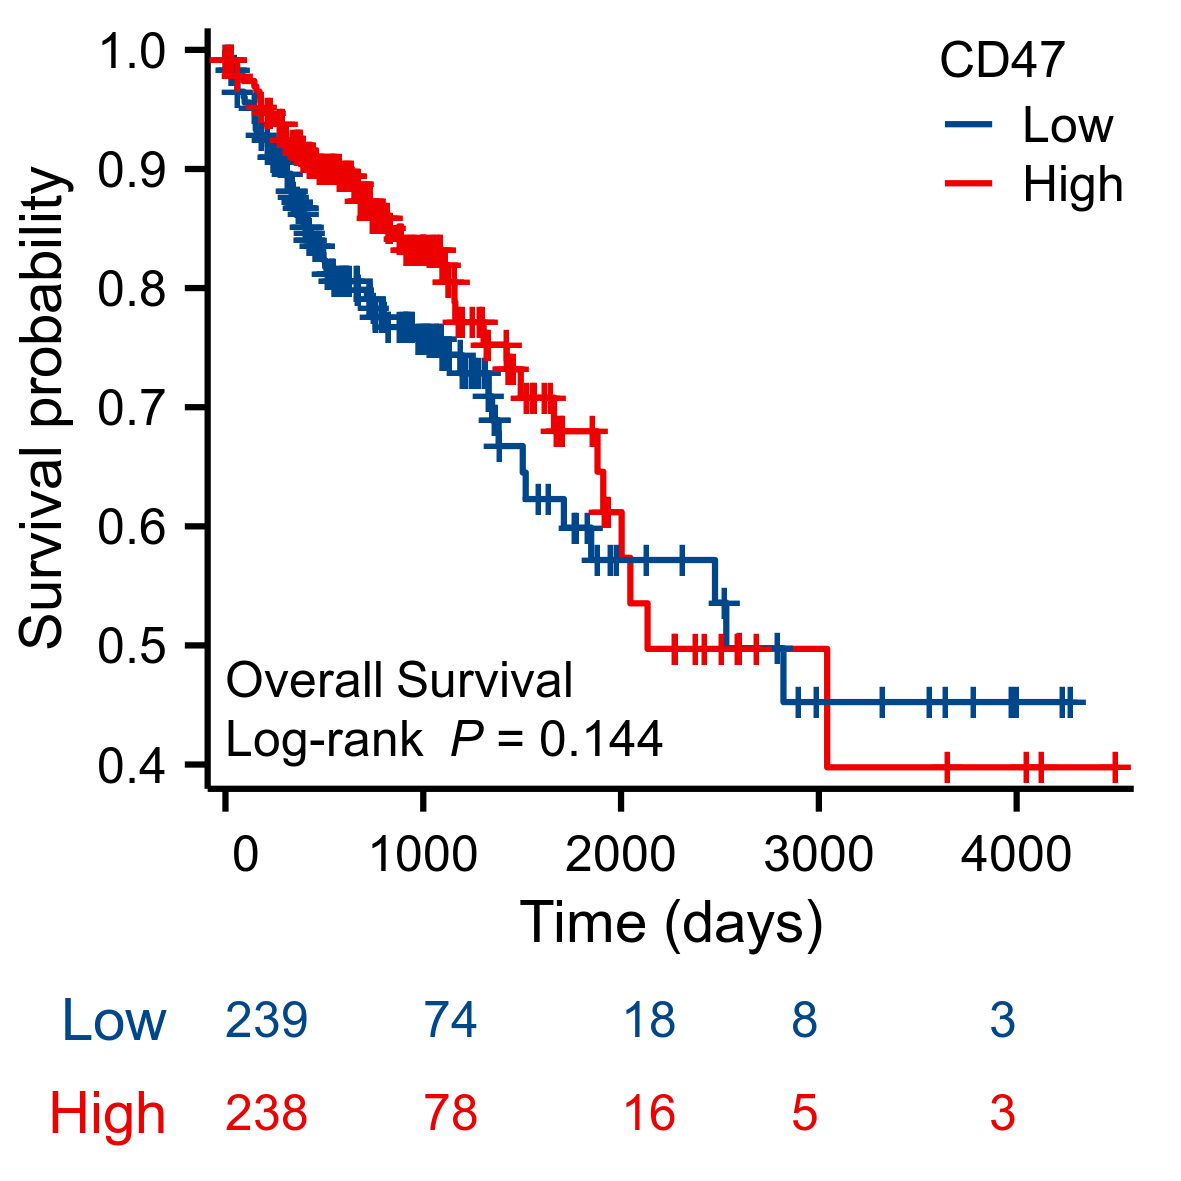 CD47
Low
High
Survival probability
1.0
0.9
0.8
0.7
0.6
0.5
0.4
Overall Survival
Log-rank P = 0.144
0 1000 2000 3000 4000
Time (days)
Low 239 74 18 8 3
High 238 78 16 5 3